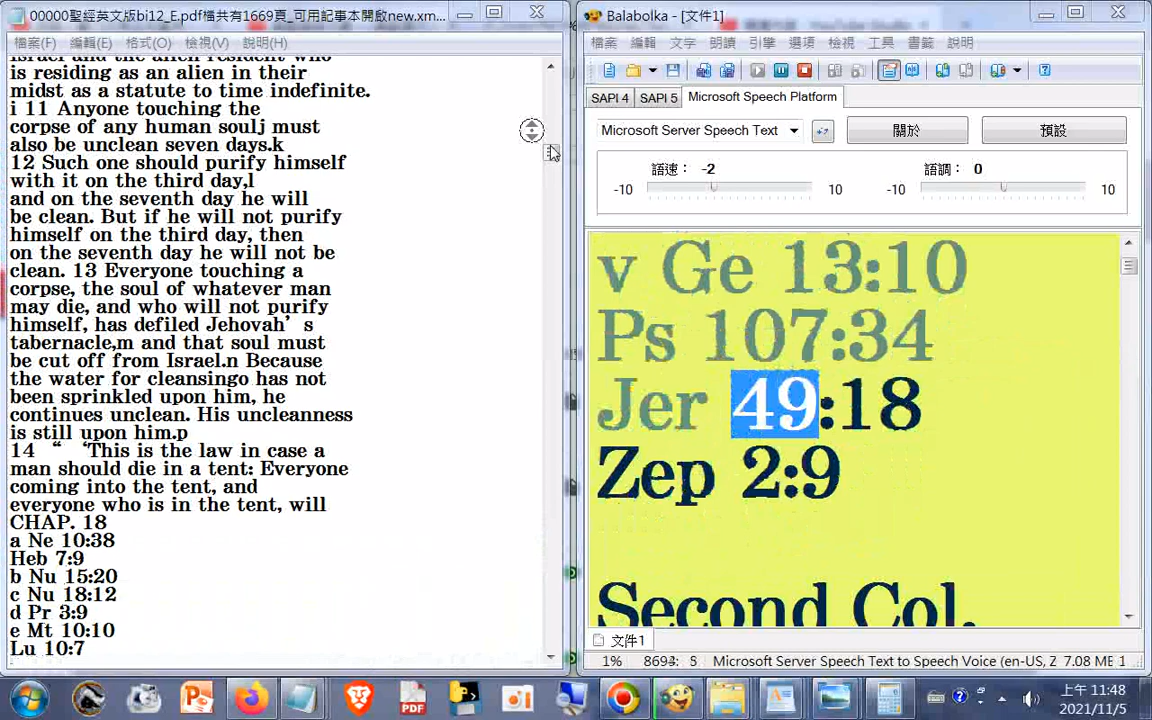 00000聖經英文版bi12_E.pdf檔共有1669頁_可用記事本開啟new.xm...
檔案(F) 編輯(E) 格式(O) 檢視(V) 說明(H)
Israel and the alien resident who
is residing as an alien in their
midst as a statute to time indefinite.
i 11 Anyone touching the
corpse of any human soulj must
also be unclean seven days.k
12 Such one should purify himself
with it on the third day,l
and on the seventh day he will
be clean. But if he will not purify
himself on the third day, then
on the seventh day he will not be
clean. 13 Everyone touching a
corpse, the soul of whatever man
may die, and who will not purify
himself, has defiled Jehovah’s
tabernacle,m and that soul must
be cut off from Israel.n Because
the water for cleansingo has not
been sprinkled upon him, he
continues unclean. His uncleanness
is still upon him.p
14 “ ‘This is the law in case a
man should die in a tent: Everyone
coming into the tent, and
everyone who is in the tent, will
CHAP. 18
a Ne 10:38
Heb 7:9
b Nu 15:20
c Nu 18:12
d Pr 3:9
e Mt 10:10
Lu 10:7
Balabolka - [文件1]
檔案 編輯 文字 朗讀 引擎 選項 檢視 工具 書籤 說明
SAPI 4 SAPI 5 Microsoft Speech Platform
Microsoft Server Speech Text 關於 預設
語速: -2 語調: 0
-10 10 -10 10
v Ge 13:10
Ps 107:34
Jer 49:18
Zep 2:9
Second Col.
文件1
1% 8694: 5 Microsoft Server Speech Text to Speech Voice (en-US, Z 7.08 ME 1
PDF
上午 11:48
2021/11/5